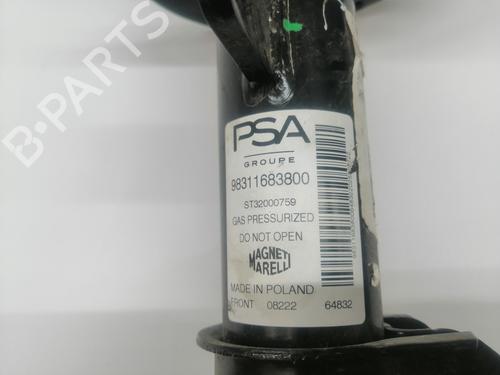 B-PARTS
PSA
GROUPE
98311683800
ST32000759
GAS PRESSURIZED
DO NOT OPEN
MAGNETI
MARELLI
MADE IN POLAND
FRONT 08222 64832